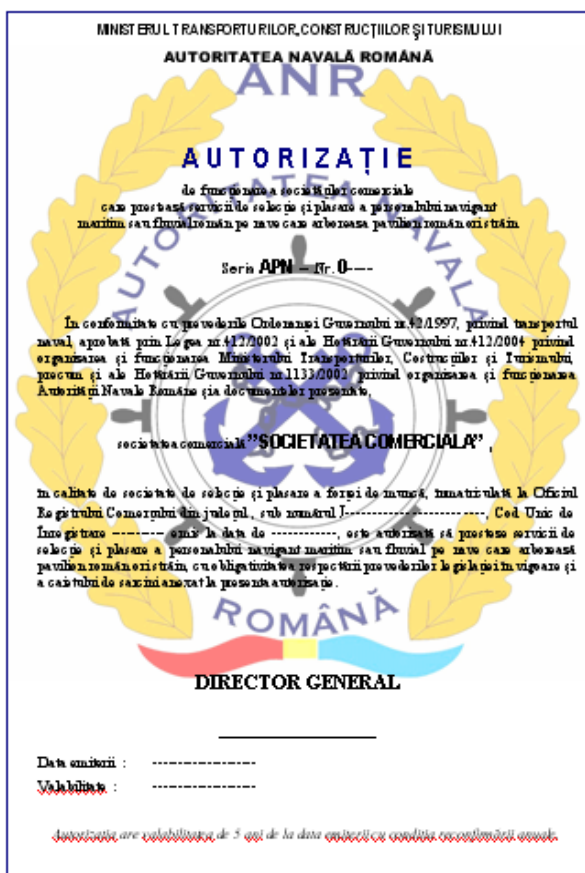 MINISTERUL TRANSPORTURILOR, CONSTRUCȚIILOR ȘI TURISMULUI
AUTORITATEA NAVALĂ ROMÂNĂ
ANR
AUTORITATEA NAVALA
AUTORIZAȚIE
de funcționare a societăților comerciale
care prestează servicii de selecție și plasare a personalului navigant
maritim sau fluvial român pe nave care arborează pavilion român ori străin
Seria APN – Nr. 0----
În conformitate cu prevederile Ordonanței Guvernului nr.42/1997, privind transportul
naval, aprobată prin Legea nr.412/2002 și ale Hotărârii Guvernului nr.412/2004 privind
organizarea și funcționarea Ministerului Transporturilor, Costrucțiilor și Turismului,
precum și ale Hotărârii Guvernului nr.1133/2002 privind organizarea și funcționarea
Autorității Navale Române și a documentelor prezentate,
societatea comercială "SOCIETATEA COMERCIALA" ,
în calitate de societate de selecție și plasare a forței de muncă, înmatriculată la Oficiul
Registrului Comerțului din județul, sub numărul J--------------------------, Cod Unic de
Înregistrare ---------- emis la data de ------------, este autorizată să presteze servicii de
selecție și plasare a personalului navigant maritim sau fluvial pe nave care arborează
pavilion român ori străin, cu obligativitatea respectării prevederilor legislației în vigoare și
a caietului de sarcini anexat la prezenta autorizație.
ROMÂNĂ
DIRECTOR GENERAL
Data emiterii : -------------------
Valabilitate : -------------------
Autorizația are valabilitatea de 5 ani de la data emiterii cu condiția reconfirmării anuale.